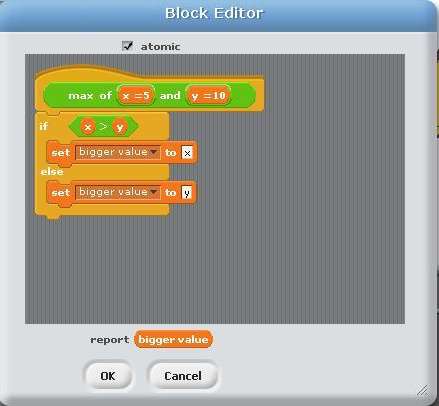 Block Editor
atomic
max of x =5 and y =10
if x > y
set bigger value to x
else
set bigger value to y
report bigger value
OK Cancel